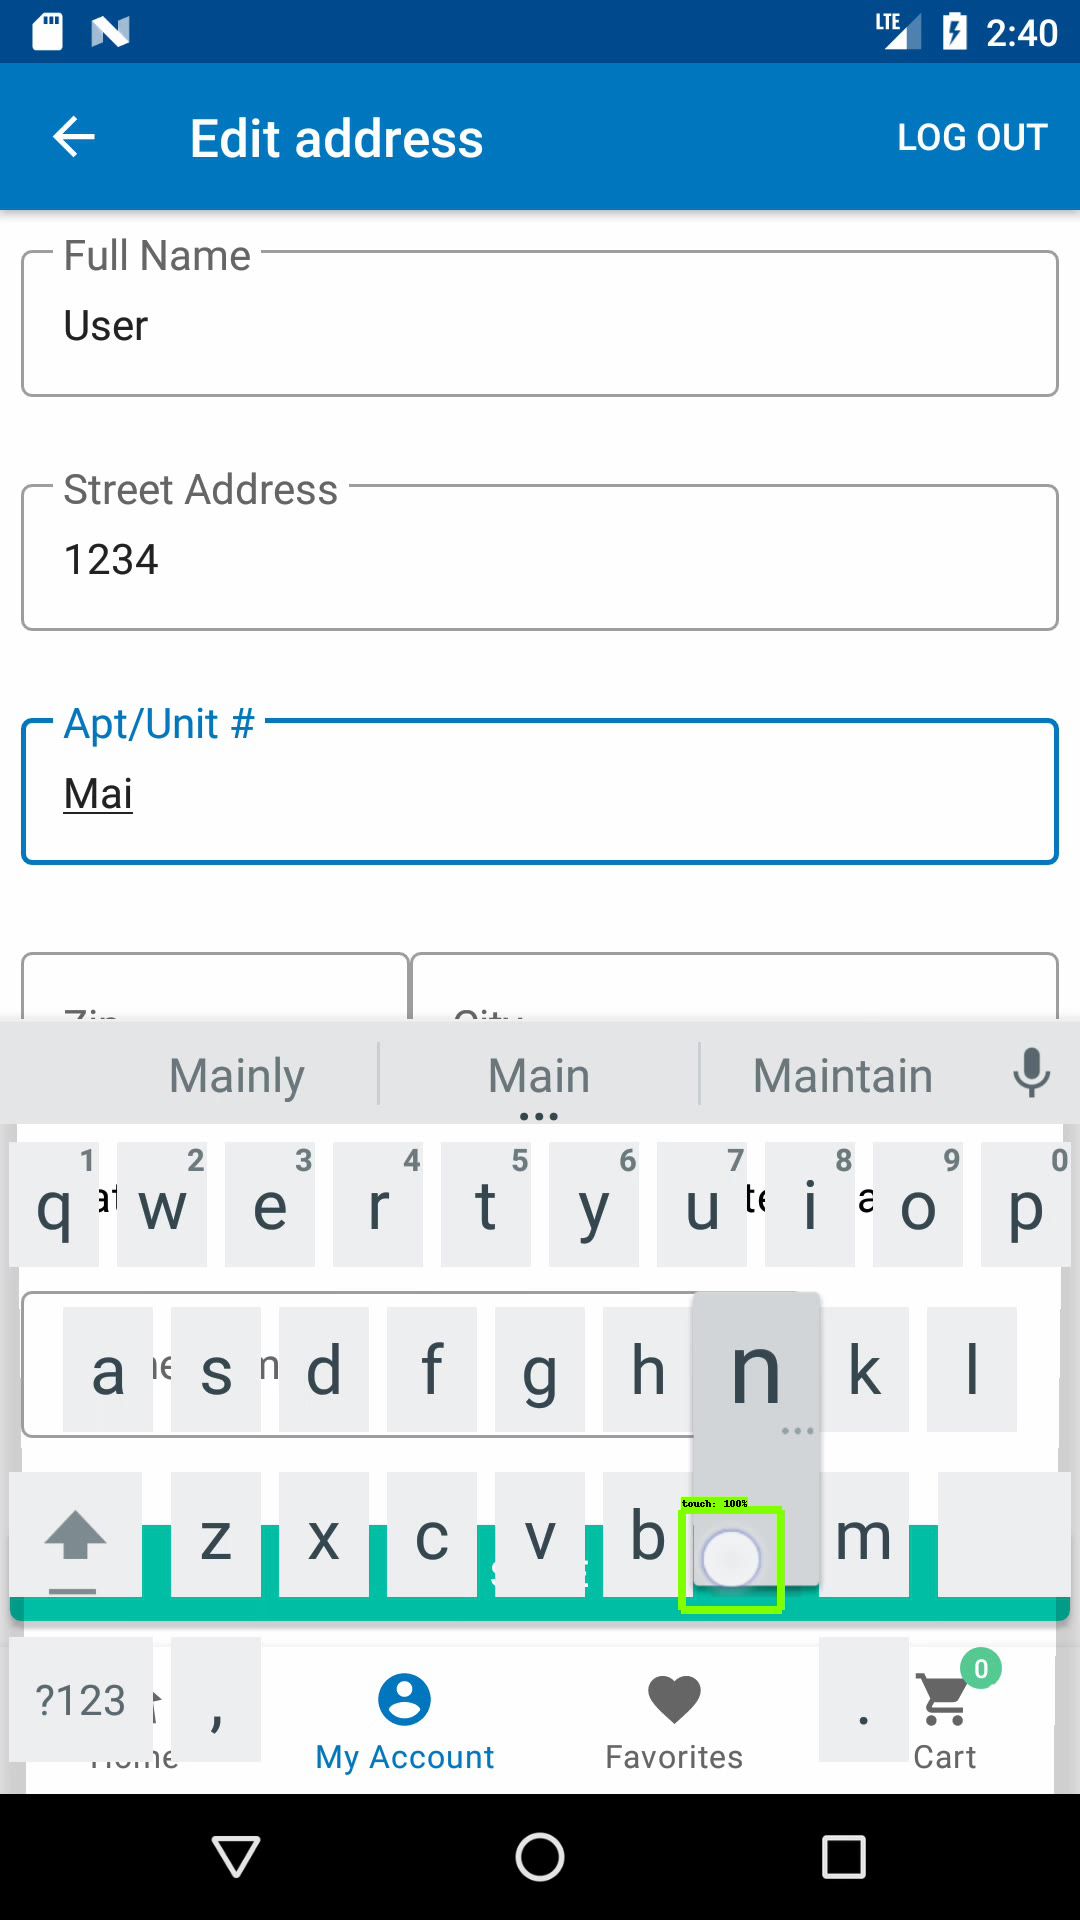 LTE 2:40
Edit address LOG OUT
Full Name
User
Street Address
1234
Apt/Unit #
Mai
Zip City
Mainly Main Maintain
1 2 3 4 5 6 7 8 9 0
q w e r t y u i o p
a s d f g h n k l
touch: 100%
z x c v b m
?123 , .
0
Home My Account Favorites Cart